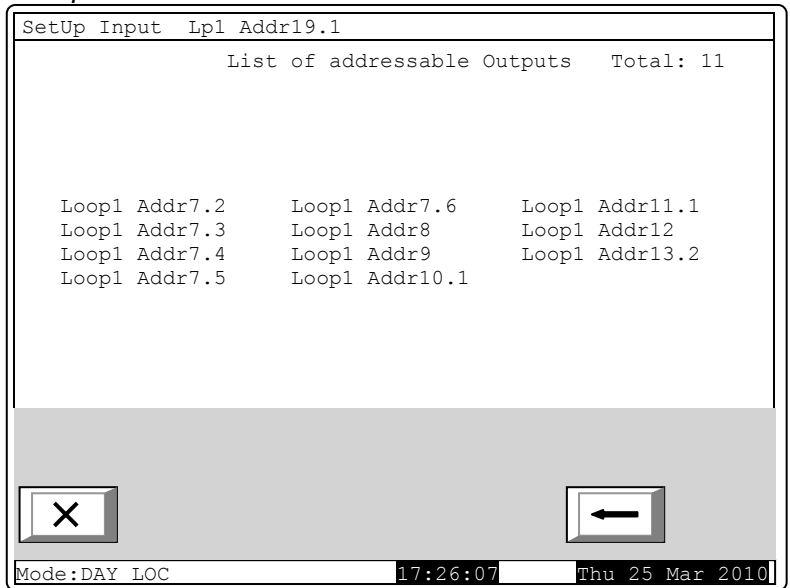 SetUp Input Lp1 Addr19.1
List of addressable Outputs Total: 11
Loop1 Addr7.2 Loop1 Addr7.6 Loop1 Addr11.1
Loop1 Addr7.3 Loop1 Addr8 Loop1 Addr12
Loop1 Addr7.4 Loop1 Addr9 Loop1 Addr13.2
Loop1 Addr7.5 Loop1 Addr10.1
Mode:DAY LOC 17:26:07 Thu 25 Mar 2010